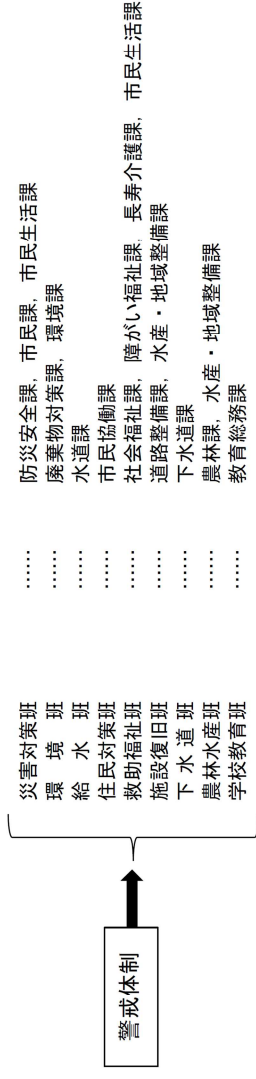 警戒体制
災害対策班 …… 防災安全課，市民課，市民生活課
環境班 …… 廃棄物対策課，環境課
給水班 …… 水道課
住民対策班 …… 市民協働課
救助福祉班 …… 社会福祉課，障がい福祉課，長寿介護課，市民生活課
施設復旧班 …… 道路整備課，水産・地域整備課
下水道班 …… 下水道課
農林水産班 …… 農林課，水産・地域整備課
学校教育班 …… 教育総務課